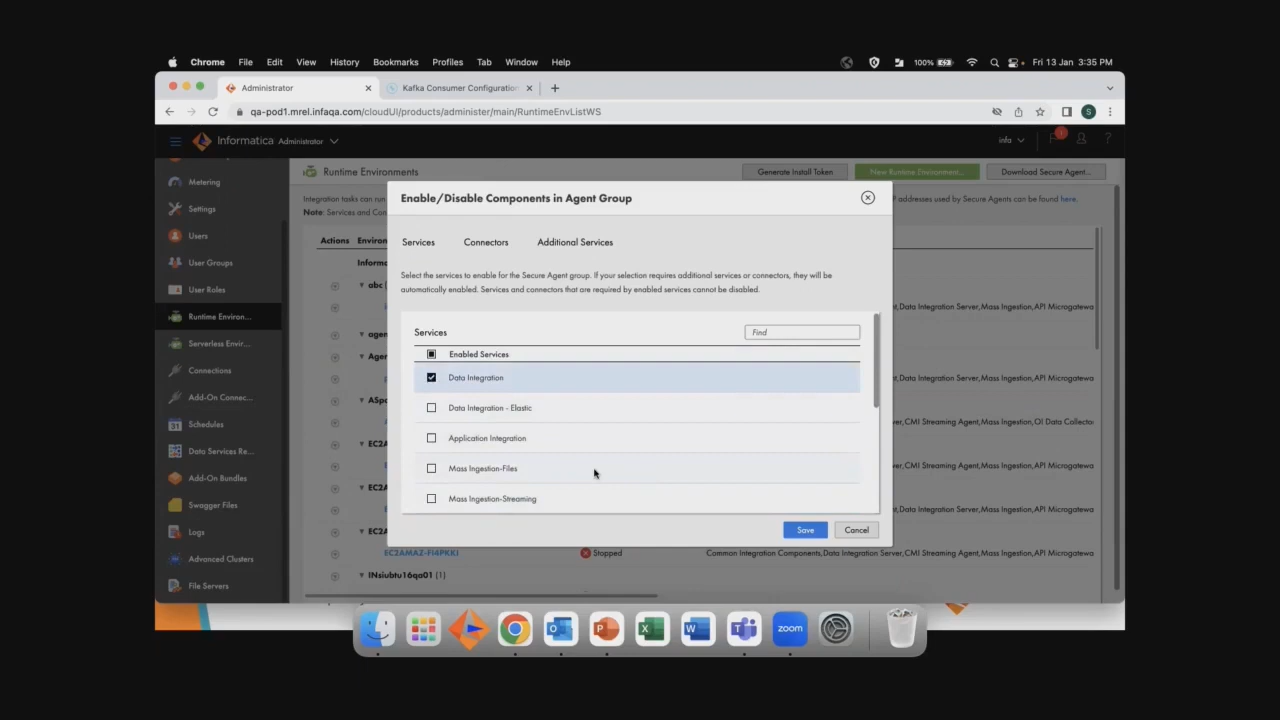 Chrome File Edit View History Bookmarks Profiles Tab Window Help 100% Fri 13 Jan 3:35 PM
Administrator Kafka Consumer Configuration
qa-pod1.mrel.infaqa.com/cloudUI/products/administer/main/RuntimeEnvListWS S
Informatica Administrator info ?
Metering
Settings
Users
User Groups
User Roles
Runtime Environ...
Serverless Envir...
Connections
Add-On Connec...
Schedules
Data Services Re...
Add-On Bundles
Swagger Files
Logs
Advanced Clusters
File Servers
Runtime Environments Generate Install Token New Runtime Environment... Download Secure Agent...
Integration tasks can run
Note: Services and Con
addresses used by Secure Agents can be found here.
Actions Environ
Informa
abc (
agen
Agen
ASpo
EC2A
EC2A
EC2A
EC2AMAZ-FI4PKKI Stopped Common Integration Components,Data Integration Server,CMI Streaming Agent,Mass Ingestion,API Microgatewa
INsiubtu16qa01 (1)
,Data Integration Server,Mass Ingestion,API Microgatewa
,Data Integration Server,Mass Ingestion,API Microgatewa
ver,CMI Streaming Agent,Mass Ingestion,OI Data Collecto
ver,CMI Streaming Agent,Mass Ingestion,API Microgatewa
ver,CMI Streaming Agent,Mass Ingestion,API Microgatewa
Enable/Disable Components in Agent Group
Services Connectors Additional Services
Select the services to enable for the Secure Agent group. If your selection requires additional services or connectors, they will be
automatically enabled. Services and connectors that are required by enabled services cannot be disabled.
Services Find
Enabled Services
Data Integration
Data Integration - Elastic
Application Integration
Mass Ingestion-Files
Mass Ingestion-Streaming
Save Cancel
zoom